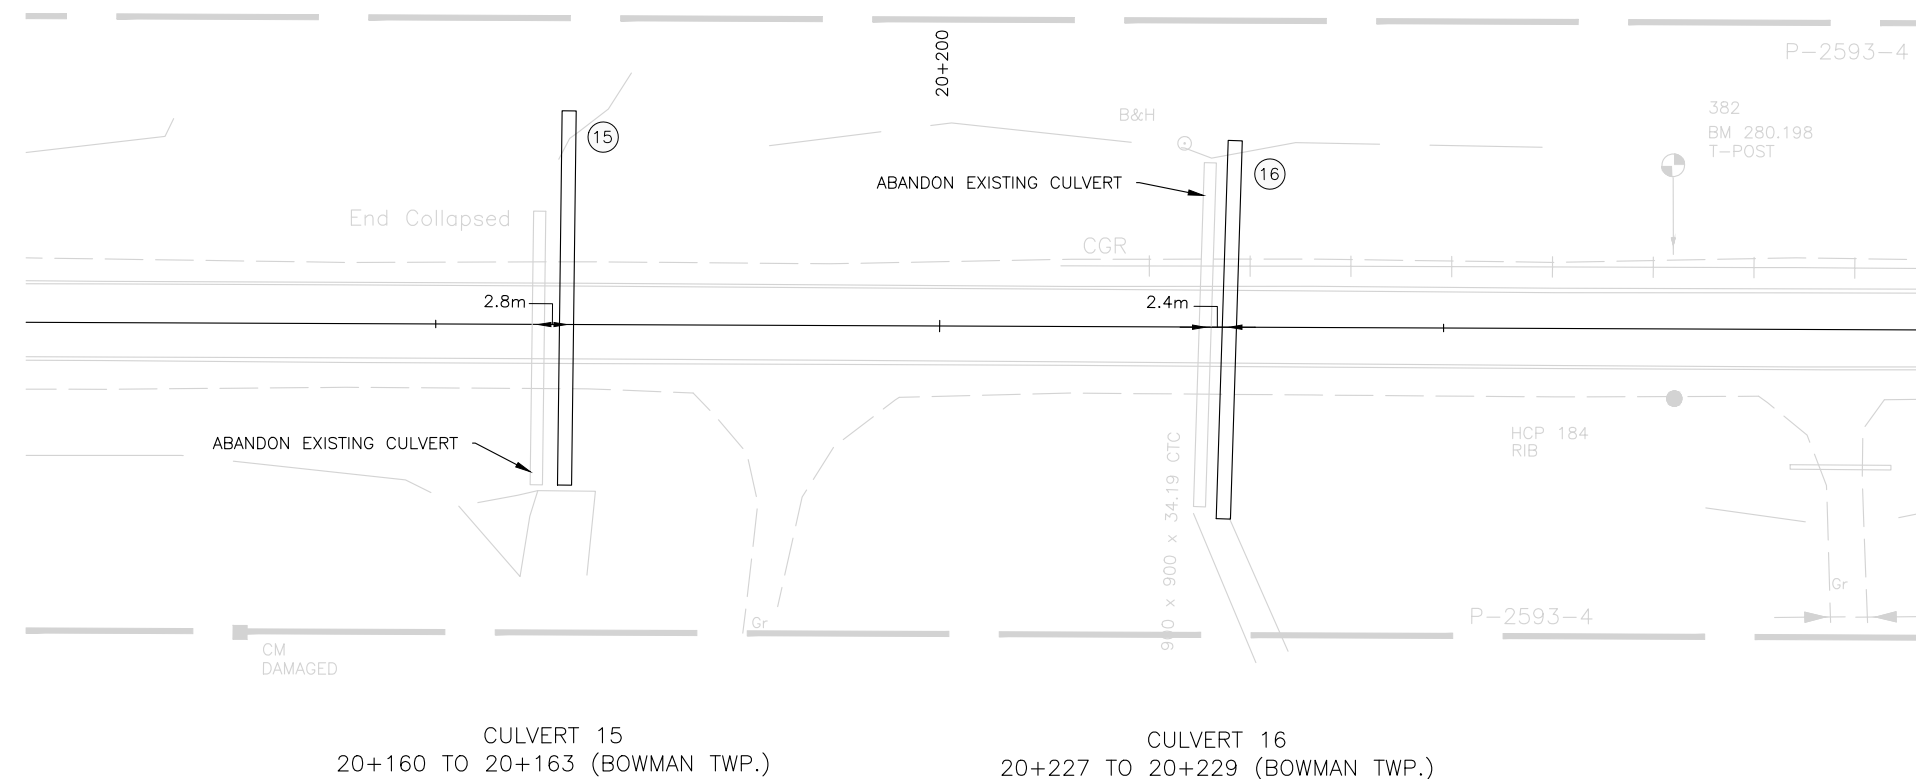 20+200
P-2593-4
382
BM 280.198
T-POST
B&H
15
ABANDON EXISTING CULVERT
16
End Collapsed
CGR
2.8m
2.4m
ABANDON EXISTING CULVERT
HCP 184
RIB
900 x 900 x 34.19 CTC
Gr
Gr
P-2593-4
CM
DAMAGED
CULVERT 15
20+160 TO 20+163 (BOWMAN TWP.)
CULVERT 16
20+227 TO 20+229 (BOWMAN TWP.)